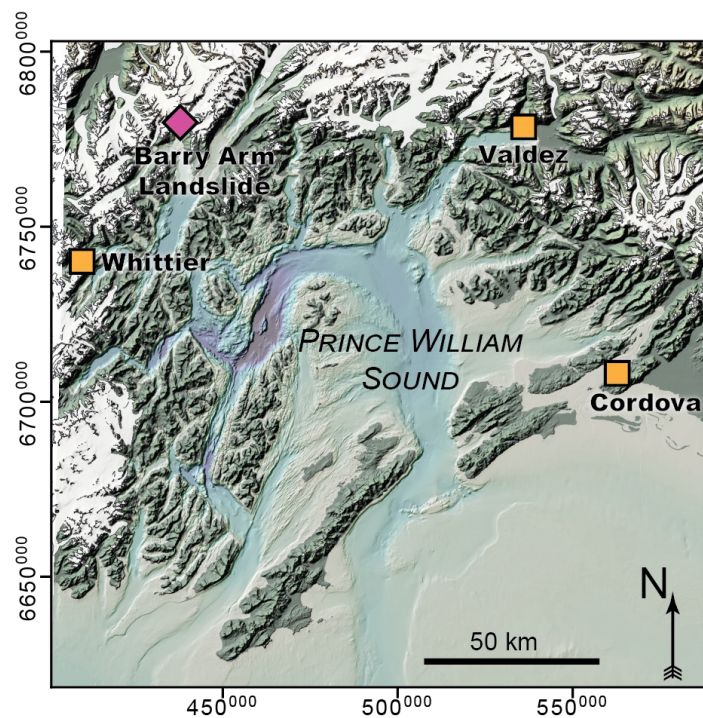 6800000
Barry Arm
Landslide
Valdez
6750000
Whittier
PRINCE WILLIAM
SOUND
6700000
Cordova
6650000
N
50 km
450000
500000
550000